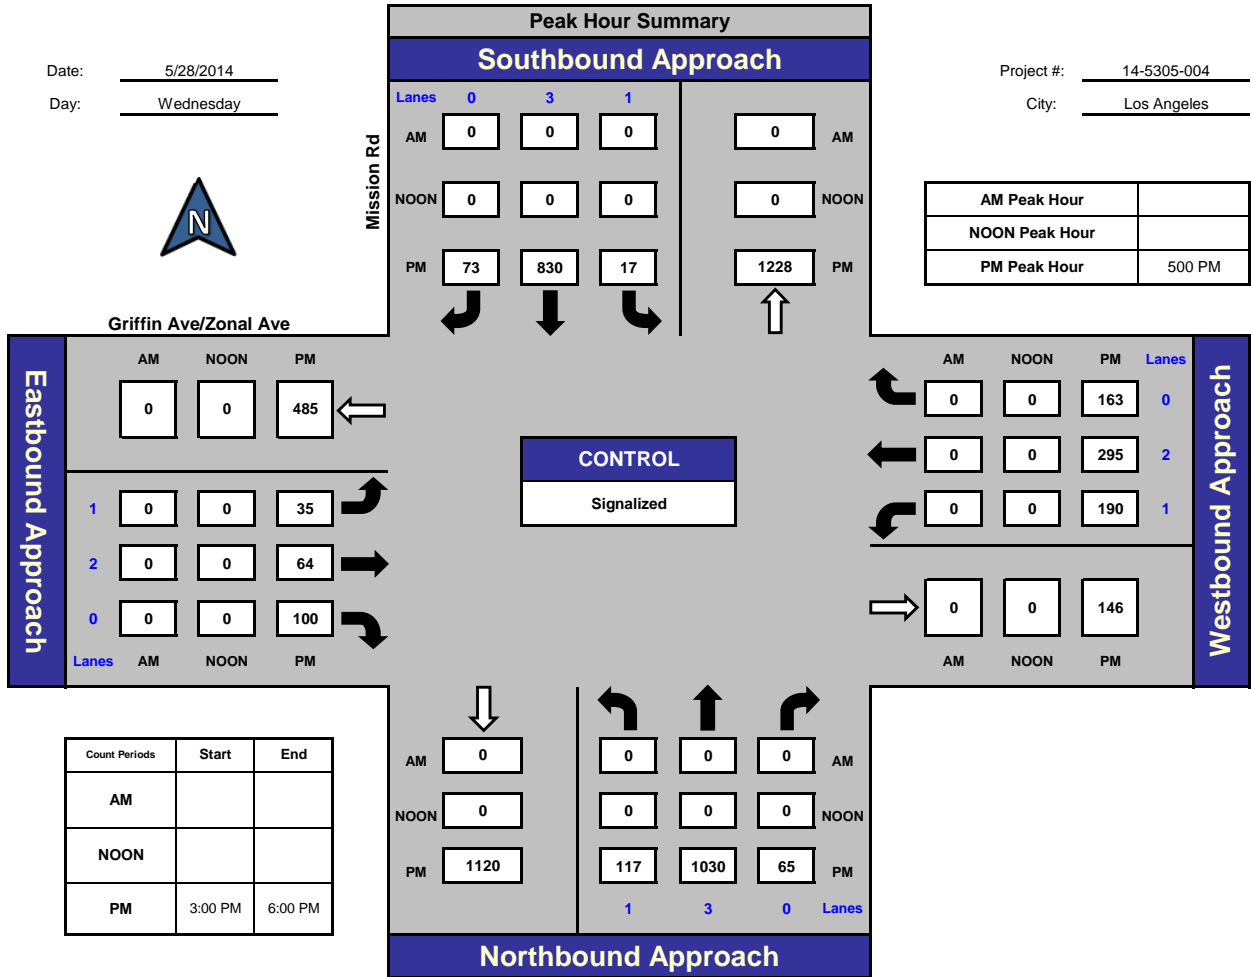 Peak Hour Summary
Southbound Approach
Date: 5/28/2014
Day: Wednesday
Project #: 14-5305-004
City: Los Angeles
N
Mission Rd
Lanes 0 3 1
AM 0 0 0 0 AM
NOON 0 0 0 0 NOON
PM 73 830 17 1228 PM
AM Peak Hour
NOON Peak Hour
PM Peak Hour 500 PM
Griffin Ave/Zonal Ave
Eastbound Approach
AM NOON PM
0 0 485
1 0 0 35
2 0 0 64
0 0 0 100
Lanes AM NOON PM
CONTROL
Signalized
AM NOON PM Lanes
0 0 163 0
0 0 295 2
0 0 190 1
0 0 146
AM NOON PM
Westbound Approach
Count Periods Start End
AM
NOON
PM 3:00 PM 6:00 PM
AM 0 0 0 0 AM
NOON 0 0 0 0 NOON
PM 1120 117 1030 65 PM
1 3 0 Lanes
Northbound Approach